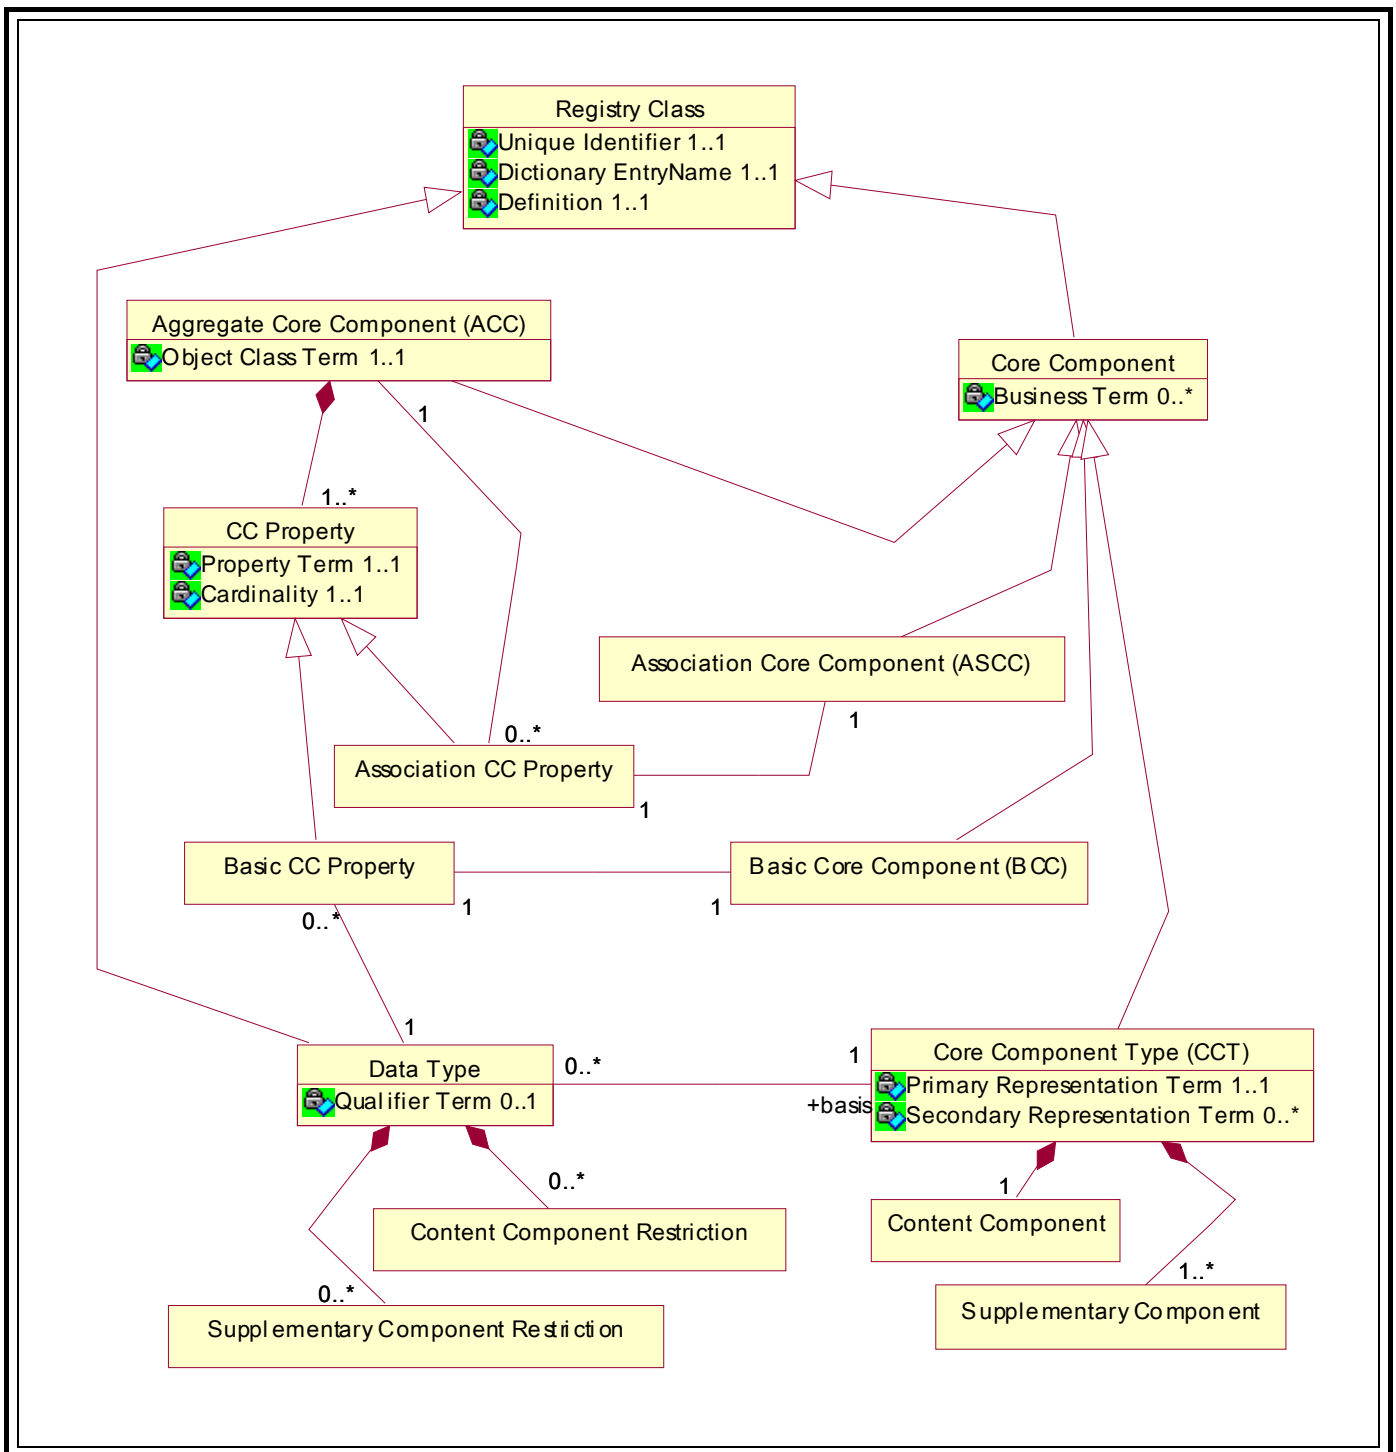 Registry Class
Unique Identifier 1..1
Dictionary EntryName 1..1
Definition 1..1
Aggregate Core Component (ACC)
Object Class Term 1..1
Core Component
Business Term 0..*
1
1..*
CC Property
Property Term 1..1
Cardinality 1..1
Association Core Component (ASCC)
1
0..*
Association CC Property
1
Basic CC Property
Basic Core Component (BCC)
1
1
0..*
1
Data Type
Qualifier Term 0..1
0..*
1
+basis
Core Component Type (CCT)
Primary Representation Term 1..1
Secondary Representation Term 0..*
0..*
Content Component Restriction
1
Content Component
0..*
Supplementary Component Restriction
1..*
Supplementary Component